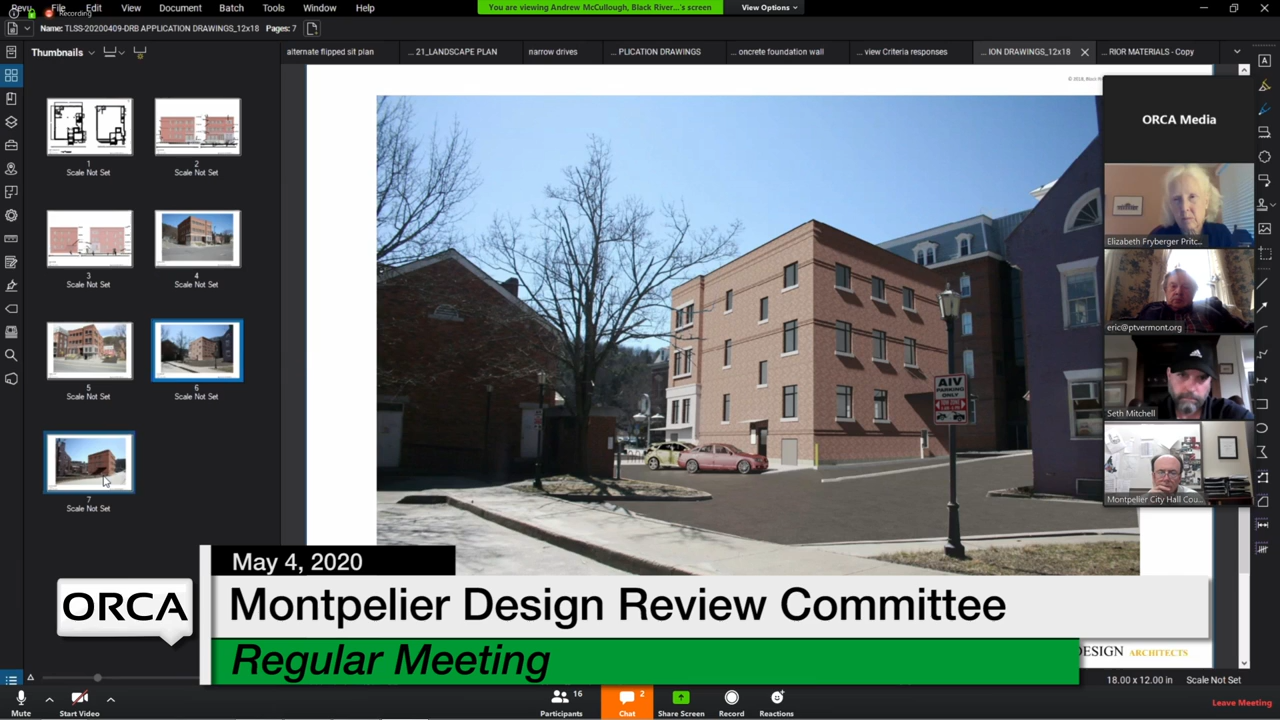 Revu
File
Edit
View
Document
Batch
Tools
Window
Help
Recording
You are viewing Andrew McCullough, Black River...'s screen
View Options
Name: TLSS-20200409-DRB APPLICATION DRAWINGS_12x18
Pages: 7
Thumbnails
alternate flipped sit plan
... 21_LANDSCAPE PLAN
narrow drives
... PLICATION DRAWINGS
... oncrete foundation wall
... view Criteria responses
... ION DRAWINGS_12x18
... RIOR MATERIALS - Copy
1
Scale Not Set
2
Scale Not Set
3
Scale Not Set
4
Scale Not Set
5
Scale Not Set
6
Scale Not Set
7
Scale Not Set
AIV
PARKING
ONLY
TOW ZONE
ORCA Media
Elizabeth Fryberger Pritc...
eric@ptvermont.org
Seth Mitchell
Montpelier City Hall Cou...
May 4, 2020
ORCA
Montpelier Design Review Committee
Regular Meeting
DESIGN ARCHITECTS
18.00 x 12.00 in
Scale Not Set
Mute
Start Video
16
Participants
2
Chat
Share Screen
Record
Reactions
Leave Meeting